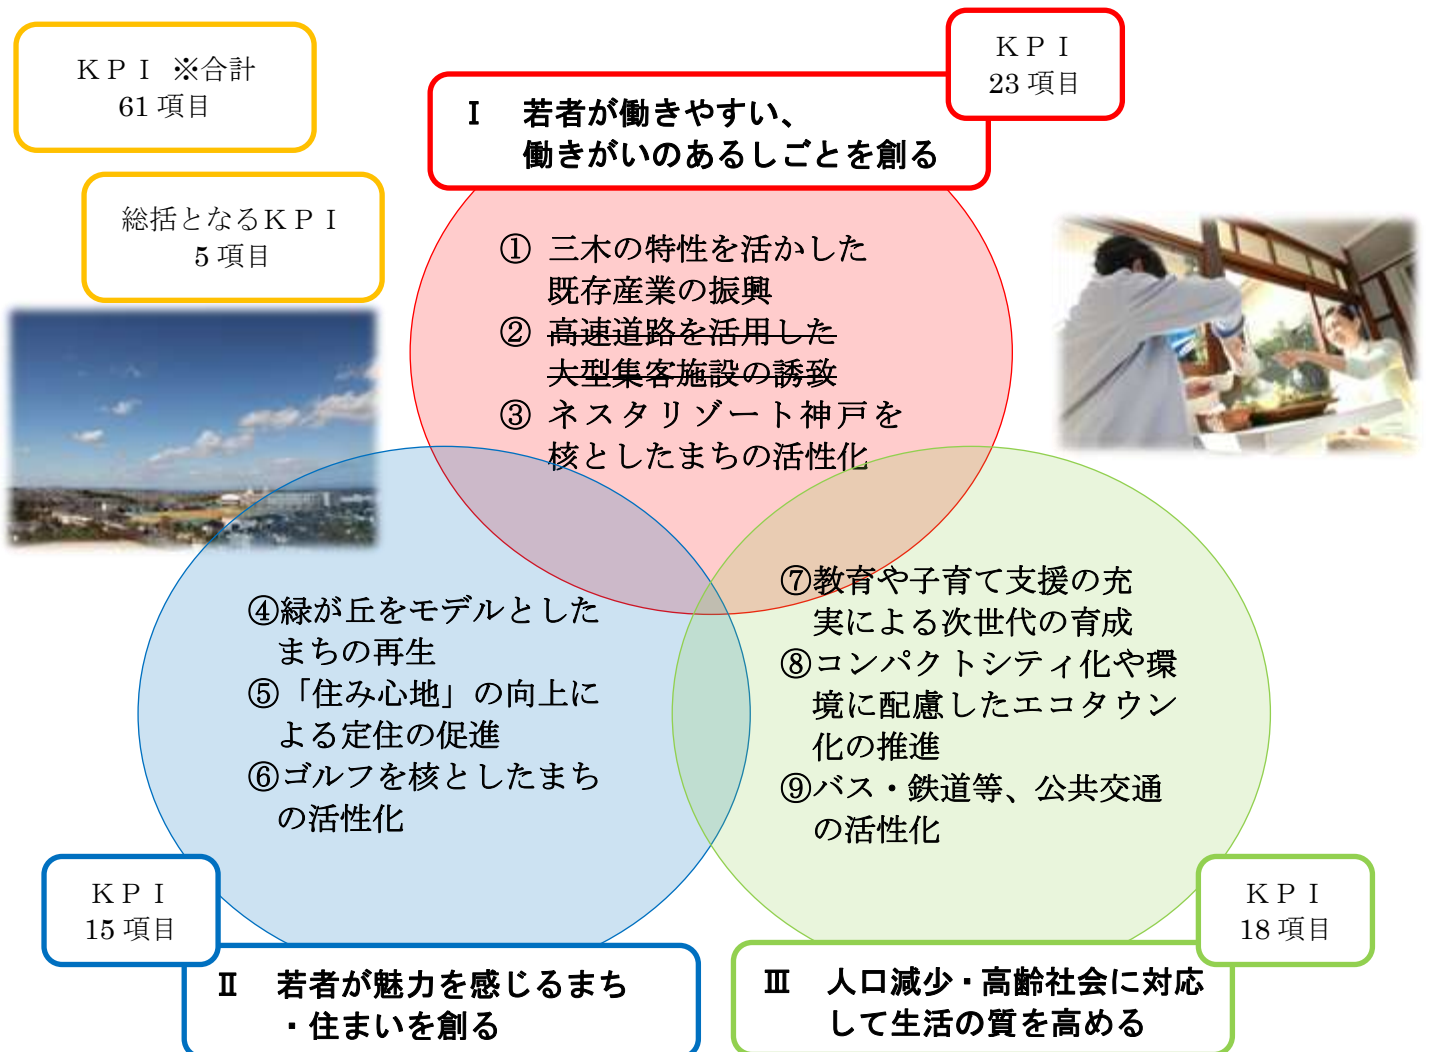 ＫＰＩ ※合計
61 項目
総括となるＫＰＩ
5 項目
ＫＰＩ
23 項目
Ⅰ 若者が働きやすい、
働きがいのあるしごとを創る
① 三木の特性を活かした
既存産業の振興
② 高速道路を活用した
大型集客施設の誘致
③ ネスタリゾート神戸を
核としたまちの活性化
④緑が丘をモデルとした
まちの再生
⑤「住み心地」の向上に
よる定住の促進
⑥ゴルフを核としたまち
の活性化
⑦教育や子育て支援の充
実による次世代の育成
⑧コンパクトシティ化や環
境に配慮したエコタウン
化の推進
⑨バス・鉄道等、公共交通
の活性化
ＫＰＩ
15 項目
Ⅱ 若者が魅力を感じるまち
・住まいを創る
ＫＰＩ
18 項目
Ⅲ 人口減少・高齢社会に対応
して生活の質を高める